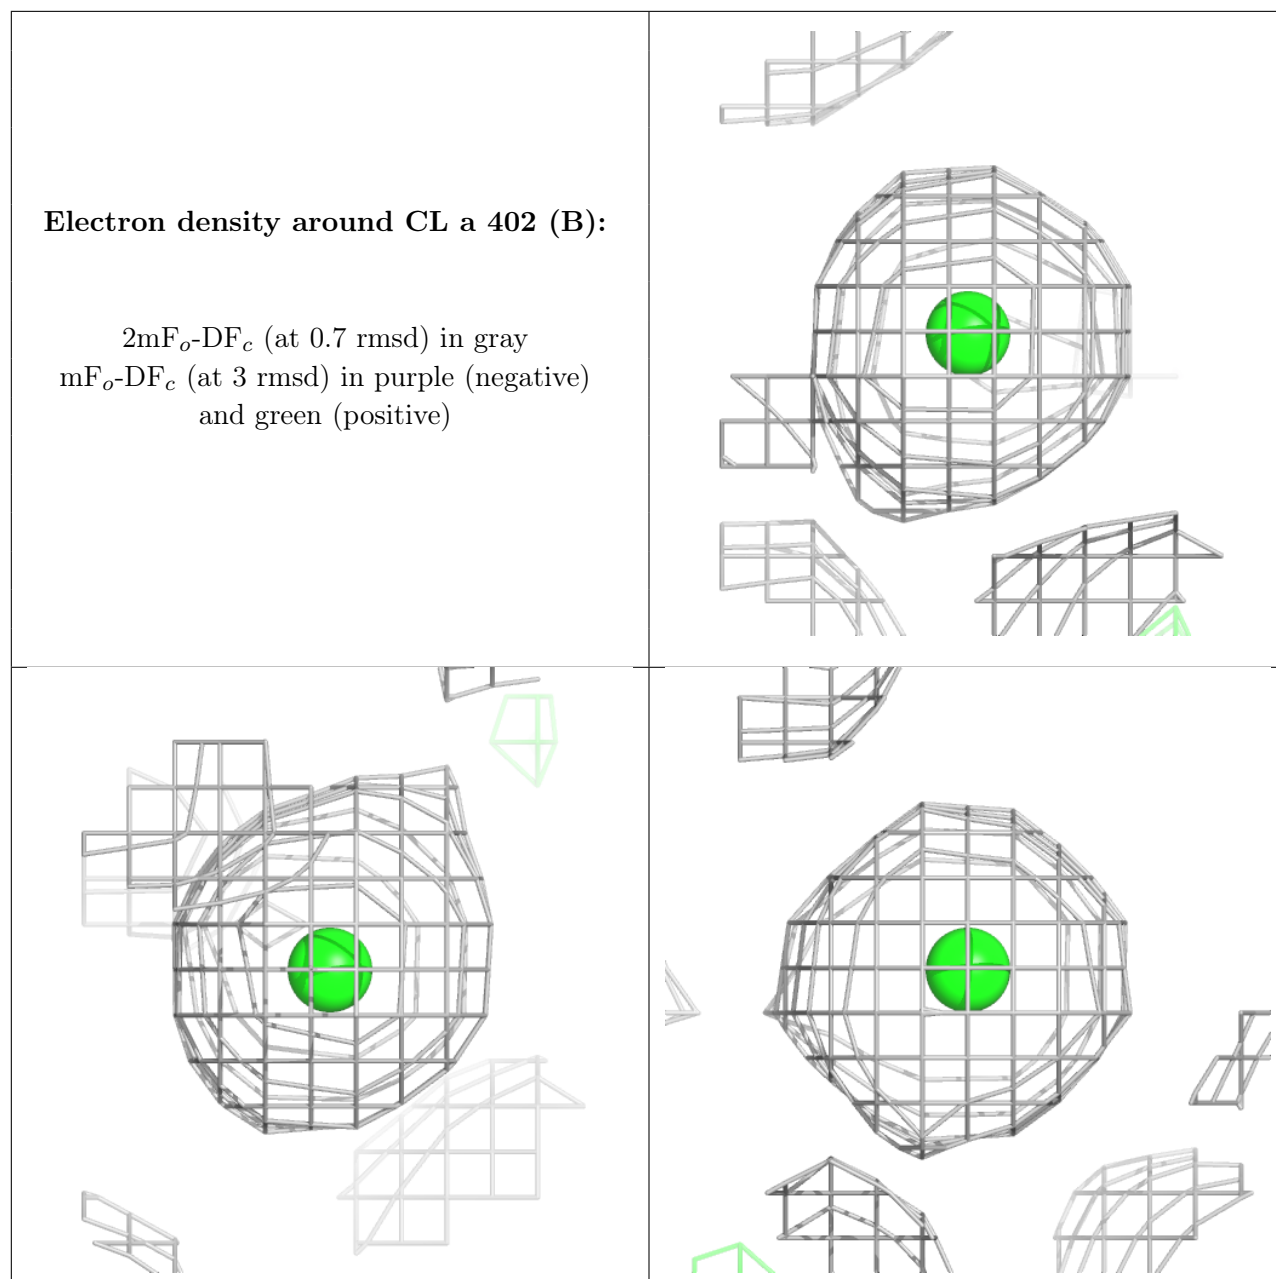 Electron density around CL a 402 (B):
2mFo-DFc (at 0.7 rmsd) in gray
mFo-DFc (at 3 rmsd) in purple (negative)
and green (positive)